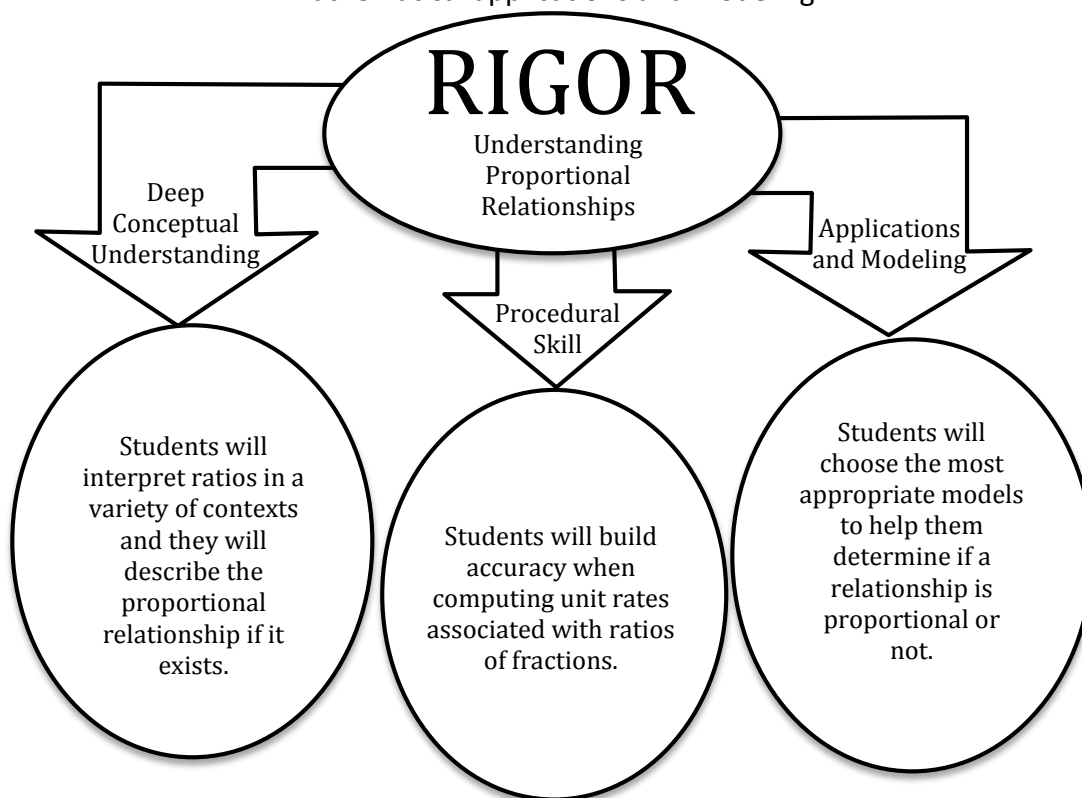 applications and modeling
RIGOR
Understanding
Proportional
Relationships
Deep
Conceptual
Understanding
Procedural
Skill
Applications
and Modeling
Students will
interpret ratios in a
variety of contexts
and they will
describe the
proportional
relationship if it
exists.
Students will build
accuracy when
computing unit rates
associated with ratios
of fractions.
Students will
choose the most
appropriate models
to help them
determine if a
relationship is
proportional or
not.